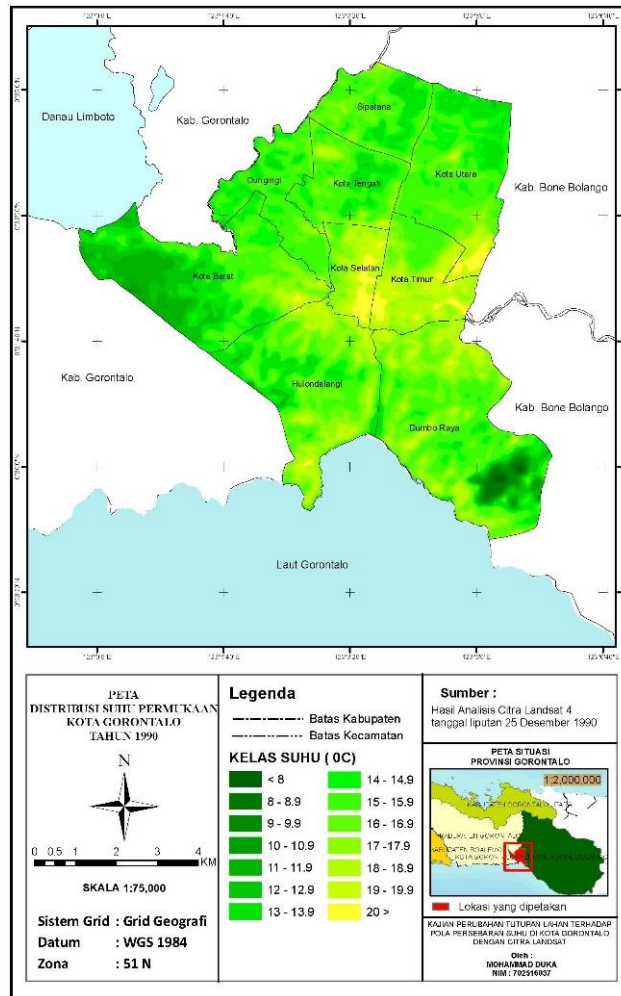 Danau Limboto
Kab. Gorontalo
Sipatana
Dungingi
Kota Tengah
Kota Utara
Kab. Bone Bolango
Kota Barat
Kota Selatan
Kota Timur
Kab. Gorontalo
Hulondalangi
Dumbo Raya
Kab. Bone Bolango
Laut Gorontalo
PETA
DISTRIBUSI SUHU PERMUKAAN
KOTA GORONTALO
TAHUN 1990
N
0 0.5 1 2 3 4
KM
SKALA 1:75,000
Sistem Grid : Grid Geografi
Datum : WGS 1984
Zona : 51 N
Legenda
Batas Kabupaten
Batas Kecamatan
KELAS SUHU ( 0C)
< 8
8 - 8.9
9 - 9.9
10 - 10.9
11 - 11.9
12 - 12.9
13 - 13.9
14 - 14.9
15 - 15.9
16 - 16.9
17 -17.9
18 - 18.9
19 - 19.9
20 >
Sumber :
Hasil Analisis Citra Landsat 4
tanggal liputan 25 Desember 1990
PETA SITUASI
PROVINSI GORONTALO
1:2,000,000
Lokasi yang dipetakan
KAJIAN PERUBAHAN TUTUPAN LAHAN TERHADAP
POLA PERSEBARAN SUHU DI KOTA GORONTALO
DENGAN CITRA LANDSAT
Oleh :
MOHAMMAD DUKA
NIM : 702516037